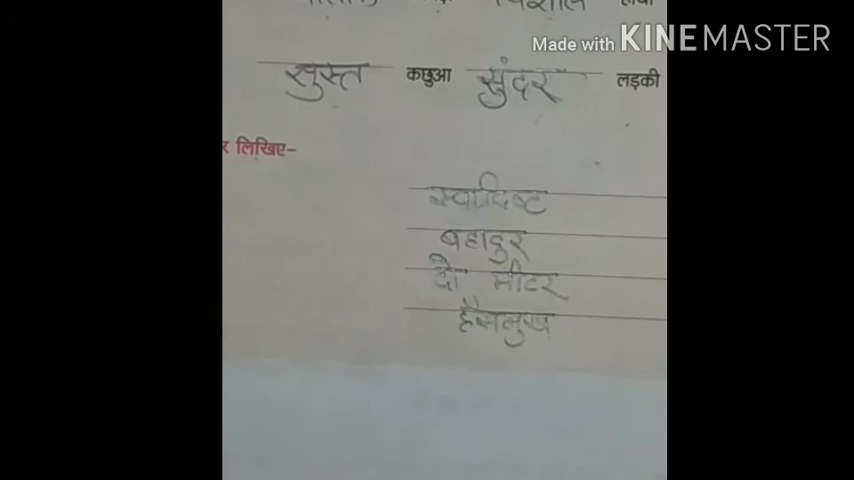 Made with KINEMASTER
सुस्त कछुआ सुंदर लड़की
लिखिए-
स्वादिष्ट
बहादुर
दो मीटर
हँसमुख